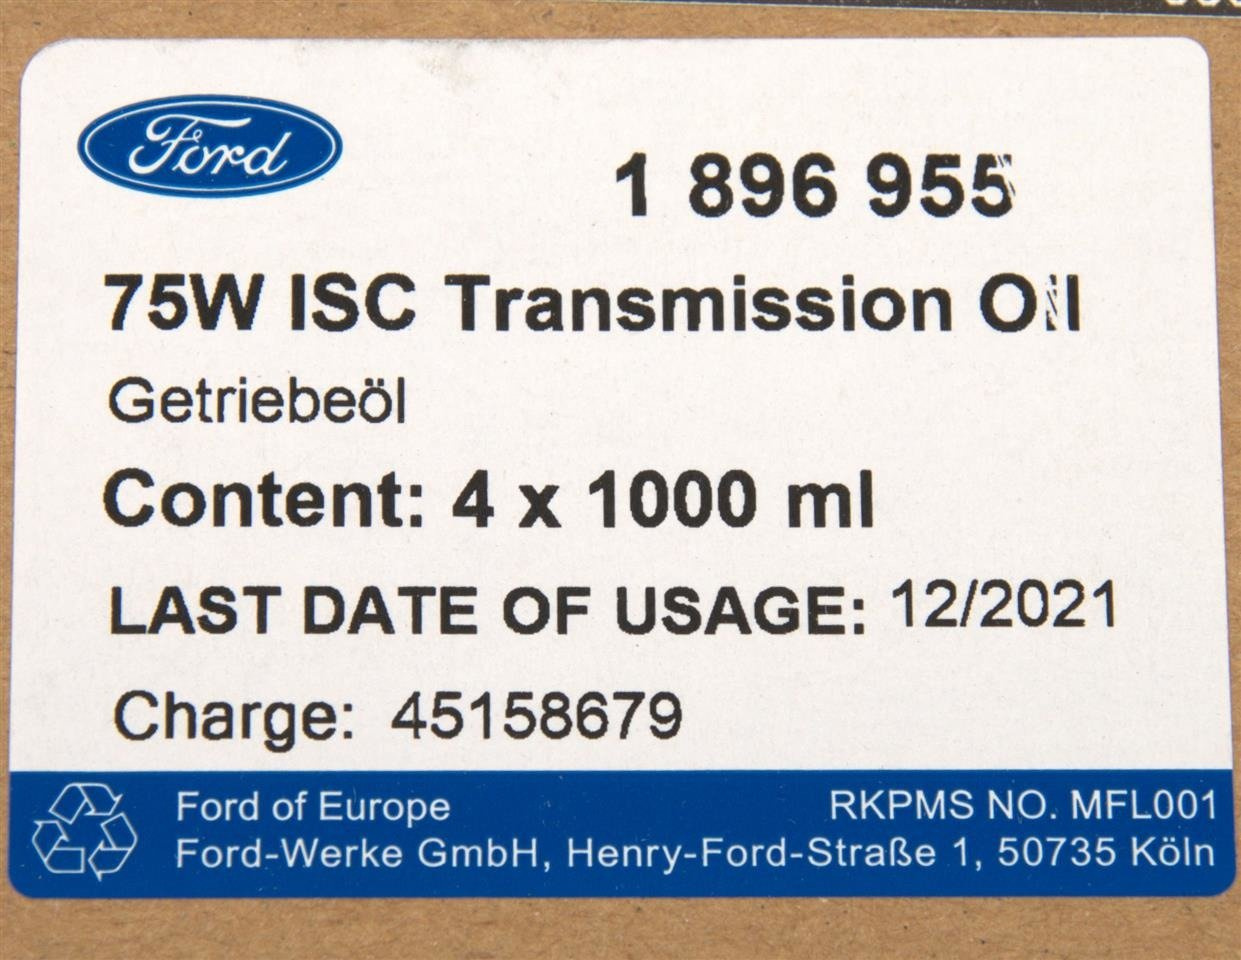 Ford
1 896 955
75W ISC Transmission Oil
Getriebeöl
Content: 4 x 1000 ml
LAST DATE OF USAGE: 12/2021
Charge: 45158679
Ford of Europe
RKPMS NO. MFL001
Ford-Werke GmbH, Henry-Ford-Straße 1, 50735 Köln